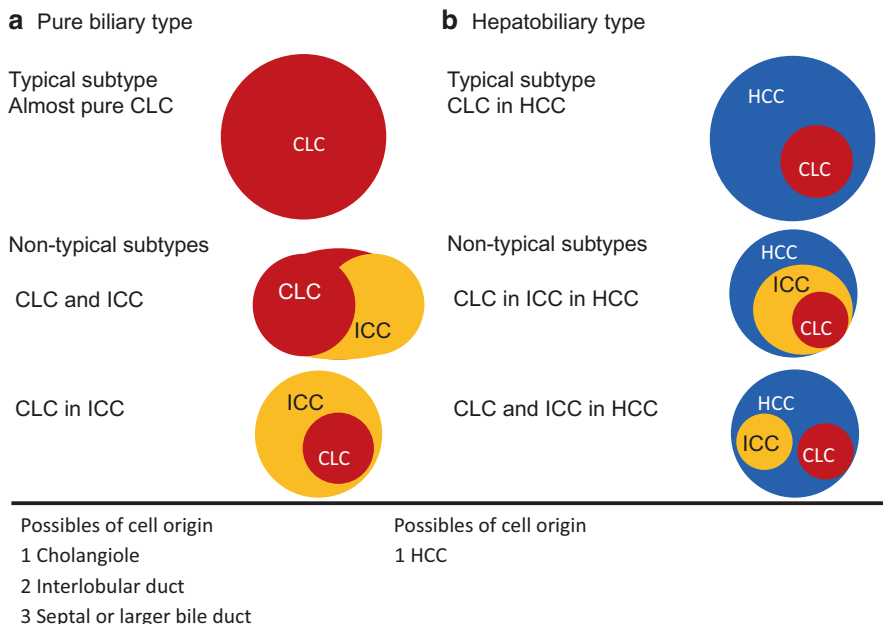 a Pure biliary type
Typical subtype
Almost pure CLC
CLC
Non-typical subtypes
CLC and ICC
CLC
ICC
CLC in ICC
ICC
CLC
Possibles of cell origin
1 Cholangiole
2 Interlobular duct
3 Septal or larger bile duct
b Hepatobiliary type
Typical subtype
CLC in HCC
HCC
CLC
Non-typical subtypes
CLC in ICC in HCC
HCC
ICC
CLC
CLC and ICC in HCC
HCC
ICC
CLC
Possibles of cell origin
1 HCC